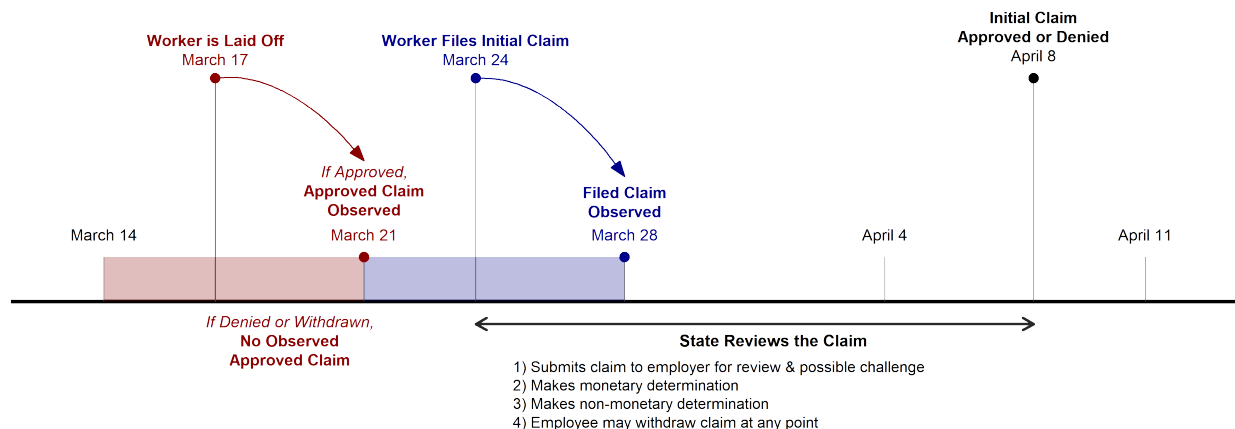 Worker is Laid Off
March 17
Worker Files Initial Claim
March 24
Initial Claim
Approved or Denied
April 8
If Approved,
Approved Claim
Observed
March 21
Filed Claim
Observed
March 28
March 14
April 4
April 11
If Denied or Withdrawn,
No Observed
Approved Claim
State Reviews the Claim
1) Submits claim to employer for review & possible challenge
2) Makes monetary determination
3) Makes non-monetary determination
4) Employee may withdraw claim at any point